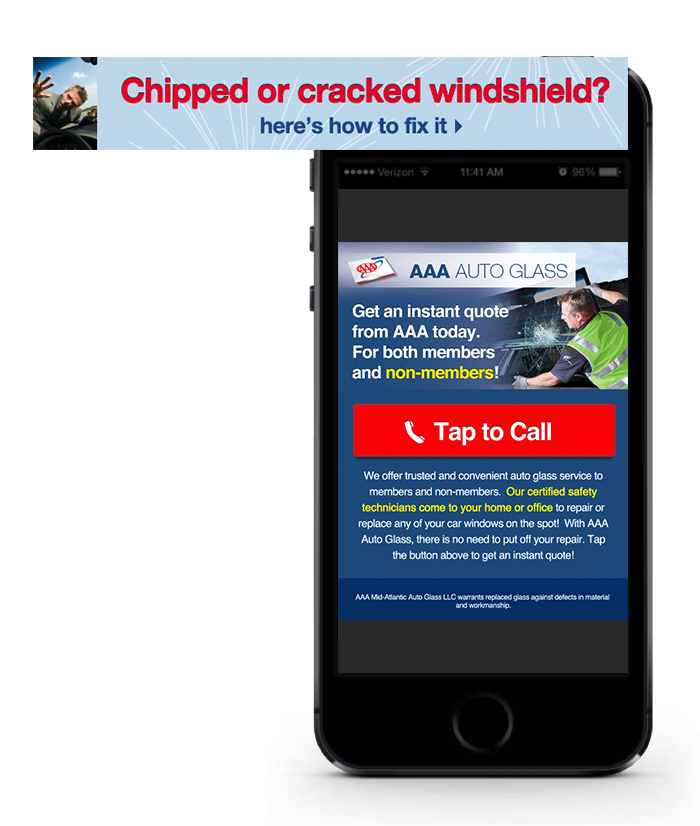 Chipped or cracked windshield?
here's how to fix it
Verizon 11:41 AM 96%
AAA AAA AUTO GLASS
Get an instant quote
from AAA today.
For both members
and non-members!
Tap to Call
We offer trusted and convenient auto glass service to
members and non-members. Our certified safety
technicians come to your home or office to repair or
replace any of your car windows on the spot! With AAA
Auto Glass, there is no need to put off your repair. Tap
the button above to get an instant quote!
AAA Mid-Atlantic Auto Glass LLC warrants replaced glass against defects in material
and workmanship.